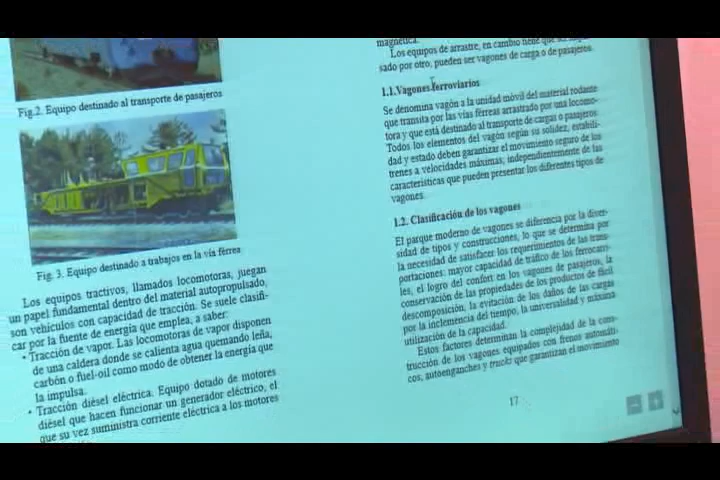 Fig.2. Equipo destinado al transporte de pasajeros
Fig. 3. Equipo destinado a trabajos en la vía férrea
Los equipos tractivos, llamados locomotoras, juegan
un papel fundamental dentro del material autopropulsado,
son vehículos con capacidad de tracción. Se suele clasifi-
car por la fuente de energía que emplea, a saber:
• Tracción de vapor. Las locomotoras de vapor disponen
de una caldera donde se calienta agua quemando leña,
carbón o fuel-oil como modo de obtener la energía que
la impulsa.
• Tracción diésel eléctrica. Equipo dotado de motores
diésel que hacen funcionar un generador eléctrico, el
que su vez suministra corriente eléctrica a los motores
magnética.
Los equipos de arrastre, en cambio tiene que ser
sado por otro, pueden ser vagones de carga o de pasajeros.
1.1.Vagones ferroviarios
Se denomina vagón a la unidad móvil del material rodante
que transita por las vías férreas arrastrado por una locomo-
tora y que está destinado al transporte de cargas o pasajeros.
Todos los elementos del vagón según su solidez, estabili-
dad y estado deben garantizar el movimiento seguro de los
trenes a velocidades máximas; independientemente de las
características que pueden presentar los diferentes tipos de
vagones.
1.2. Clasificación de los vagones
El parque moderno de vagones se diferencia por la diver-
sidad de tipos y construcciones, lo que se determina por
la necesidad de satisfacer los requerimientos de las trans-
portaciones: mayor capacidad de tráfico de los ferrocarri-
les, el logro del confort en los vagones de pasajeros, la
conservación de las propiedades de los productos de fácil
descomposición, la evitación de los daños de las cargas
por la inclemencia del tiempo, la universalidad y máxima
utilización de la capacidad.
Estos factores determinan la complejidad de la cons-
trucción de los vagones equipados con frenos automáti-
cos, autoenganches y trucks que garantizan el movimiento
17